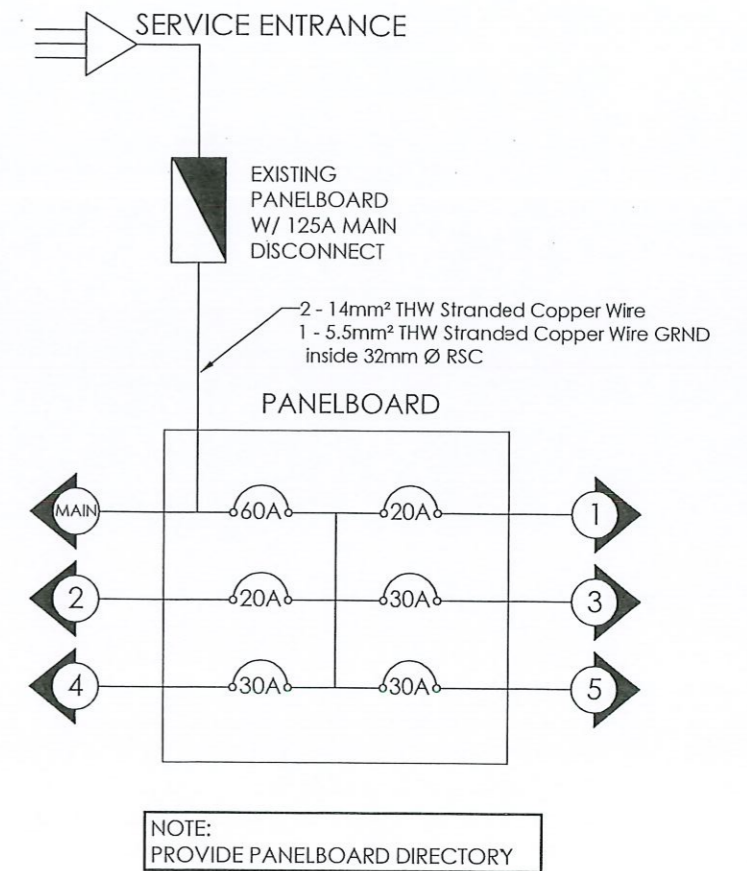 SERVICE ENTRANCE
EXISTING
PANELBOARD
W/ 125A MAIN
DISCONNECT
2 - 14mm² THW Stranded Copper Wire
1 - 5.5mm² THW Stranded Copper Wire GRND
inside 32mm Ø RSC
PANELBOARD
MAIN 60A 20A 1
2 20A 30A 3
4 30A 30A 5
NOTE:
PROVIDE PANELBOARD DIRECTORY